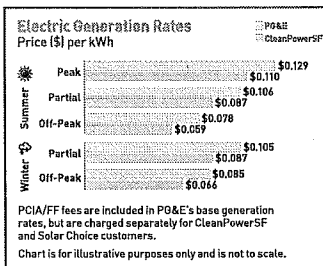 Electric Generation Rates
Price ($) per kWh
PG&E
CleanPowerSF
Summer
Peak
$0.129
$0.110
Partial
$0.106
$0.087
Off-Peak
$0.078
$0.059
Winter
Partial
$0.105
$0.087
Off-Peak
$0.085
$0.066
PCIA/FF fees are included in PG&E's base generation
rates, but are charged separately for CleanPowerSF
and Solar Choice customers.
Chart is for illustrative purposes only and is not to scale.